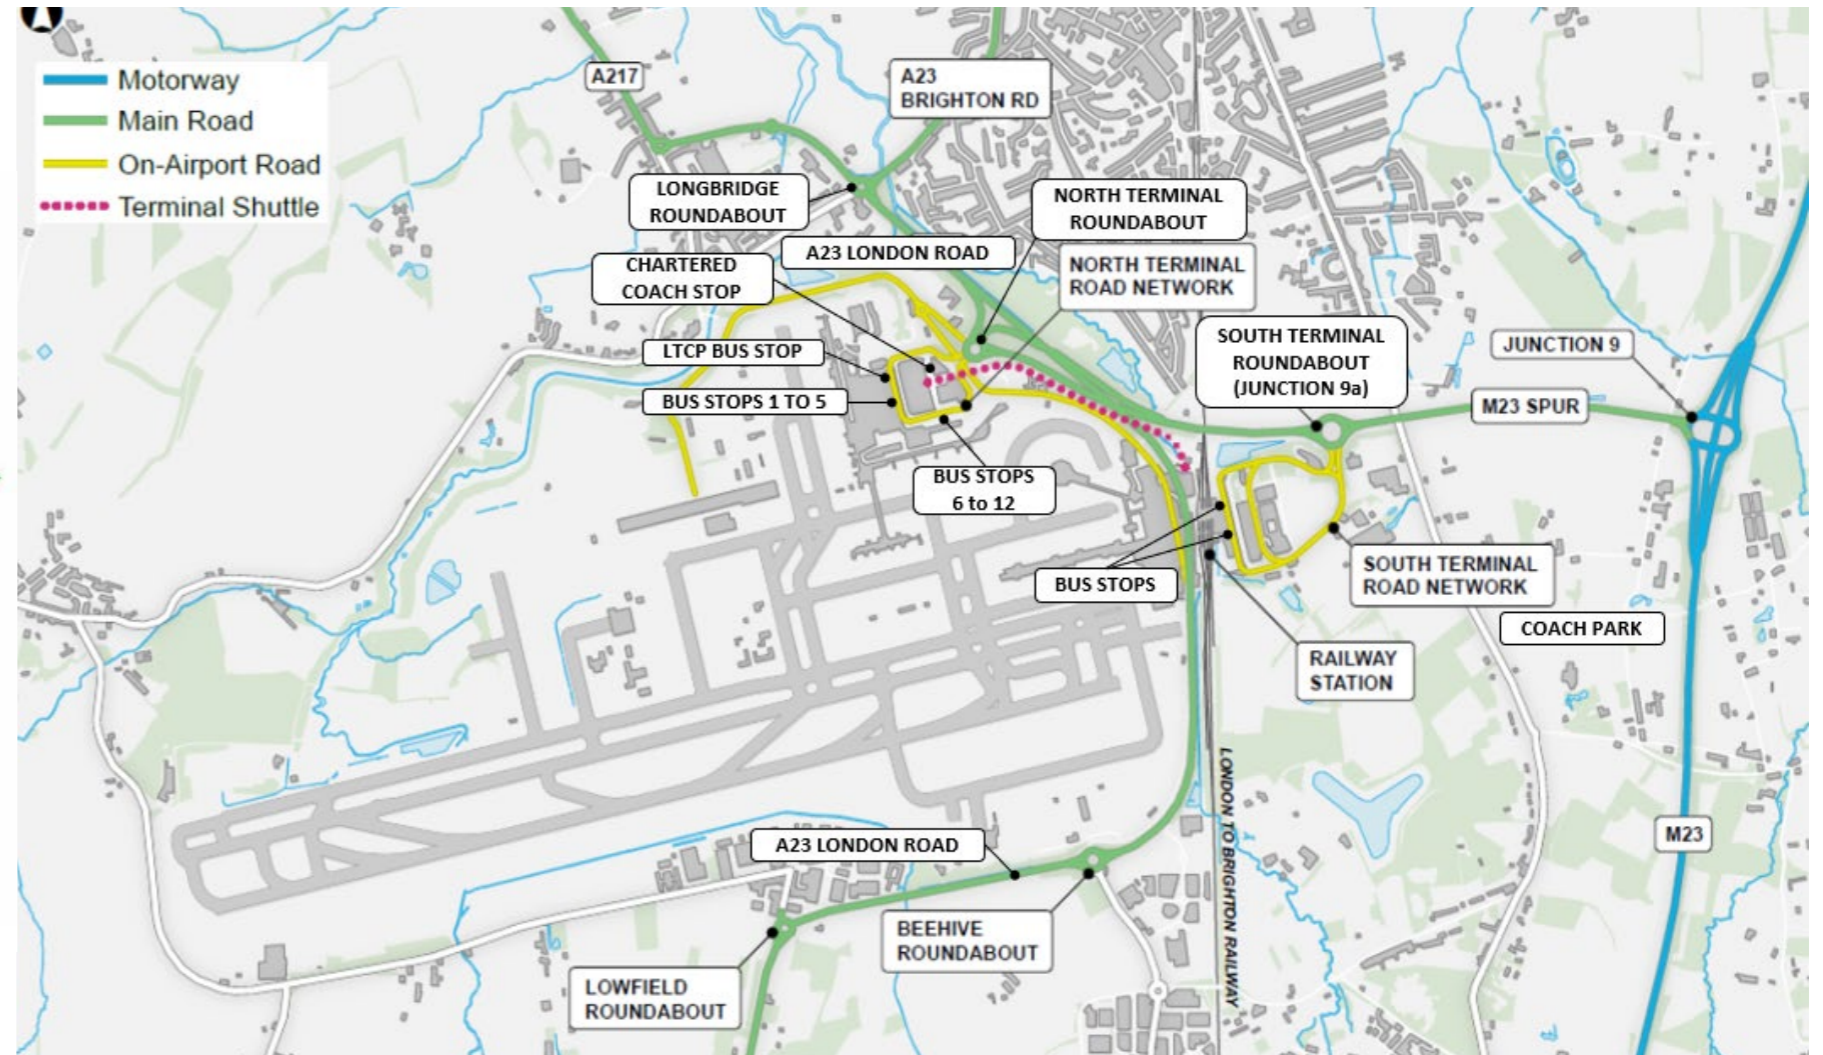 Motorway
Main Road
On-Airport Road
Terminal Shuttle
A217
A23
BRIGHTON RD
LONGBRIDGE
ROUNDABOUT
NORTH TERMINAL
ROUNDABOUT
A23 LONDON ROAD
CHARTERED
COACH STOP
NORTH TERMINAL
ROAD NETWORK
LTCP BUS STOP
SOUTH TERMINAL
ROUNDABOUT
(JUNCTION 9a)
JUNCTION 9
BUS STOPS 1 TO 5
M23 SPUR
BUS STOPS
6 to 12
BUS STOPS
SOUTH TERMINAL
ROAD NETWORK
COACH PARK
RAILWAY
STATION
LONDON TO BRIGHTON RAILWAY
M23
A23 LONDON ROAD
BEEHIVE
ROUNDABOUT
LOWFIELD
ROUNDABOUT